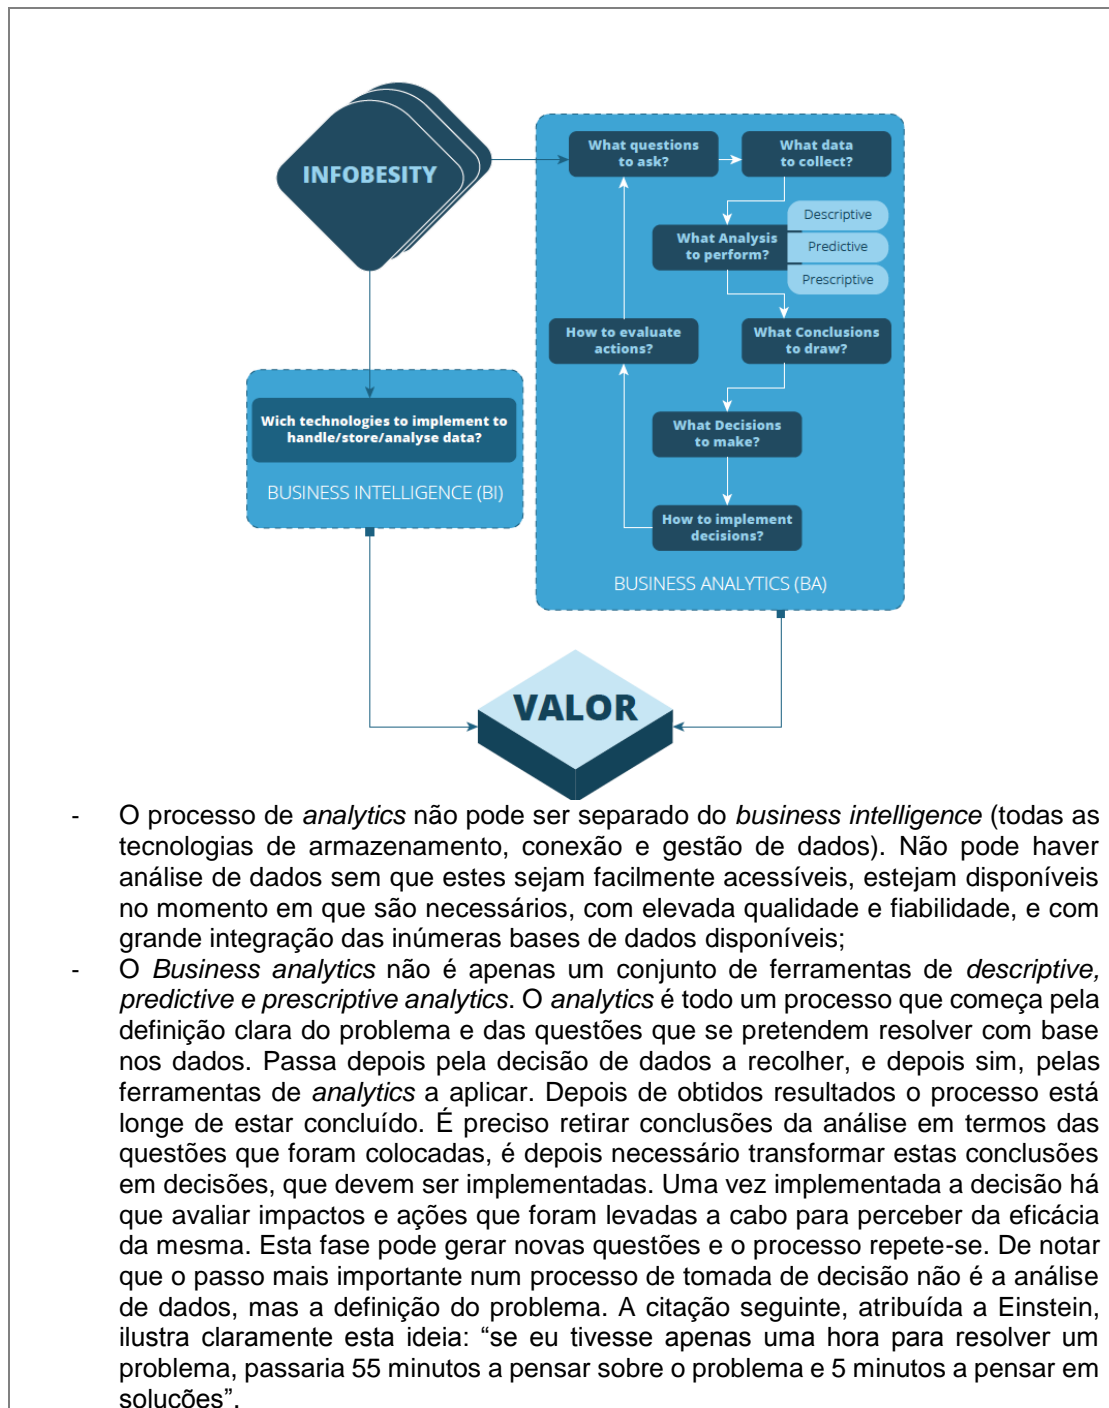 INFOBESITY
What questions
to ask?
What data
to collect?
Descriptive
What Analysis
to perform?
Predictive
Prescriptive
How to evaluate
actions?
What Conclusions
to draw?
Wich technologies to implement to
handle/store/analyse data?
BUSINESS INTELLIGENCE (BI)
What Decisions
to make?
How to implement
decisions?
BUSINESS ANALYTICS (BA)
VALOR
- O processo de analytics não pode ser separado do business intelligence (todas as
tecnologias de armazenamento, conexão e gestão de dados). Não pode haver
análise de dados sem que estes sejam facilmente acessíveis, estejam disponíveis
no momento em que são necessários, com elevada qualidade e fiabilidade, e com
grande integração das inúmeras bases de dados disponíveis;
- O Business analytics não é apenas um conjunto de ferramentas de descriptive,
predictive e prescriptive analytics. O analytics é todo um processo que começa pela
definição clara do problema e das questões que se pretendem resolver com base
nos dados. Passa depois pela decisão de dados a recolher, e depois sim, pelas
ferramentas de analytics a aplicar. Depois de obtidos resultados o processo está
longe de estar concluído. É preciso retirar conclusões da análise em termos das
questões que foram colocadas, é depois necessário transformar estas conclusões
em decisões, que devem ser implementadas. Uma vez implementada a decisão há
que avaliar impactos e ações que foram levadas a cabo para perceber da eficácia
da mesma. Esta fase pode gerar novas questões e o processo repete-se. De notar
que o passo mais importante num processo de tomada de decisão não é a análise
de dados, mas a definição do problema. A citação seguinte, atribuída a Einstein,
ilustra claramente esta ideia: “se eu tivesse apenas uma hora para resolver um
problema, passaria 55 minutos a pensar sobre o problema e 5 minutos a pensar em
soluções”.